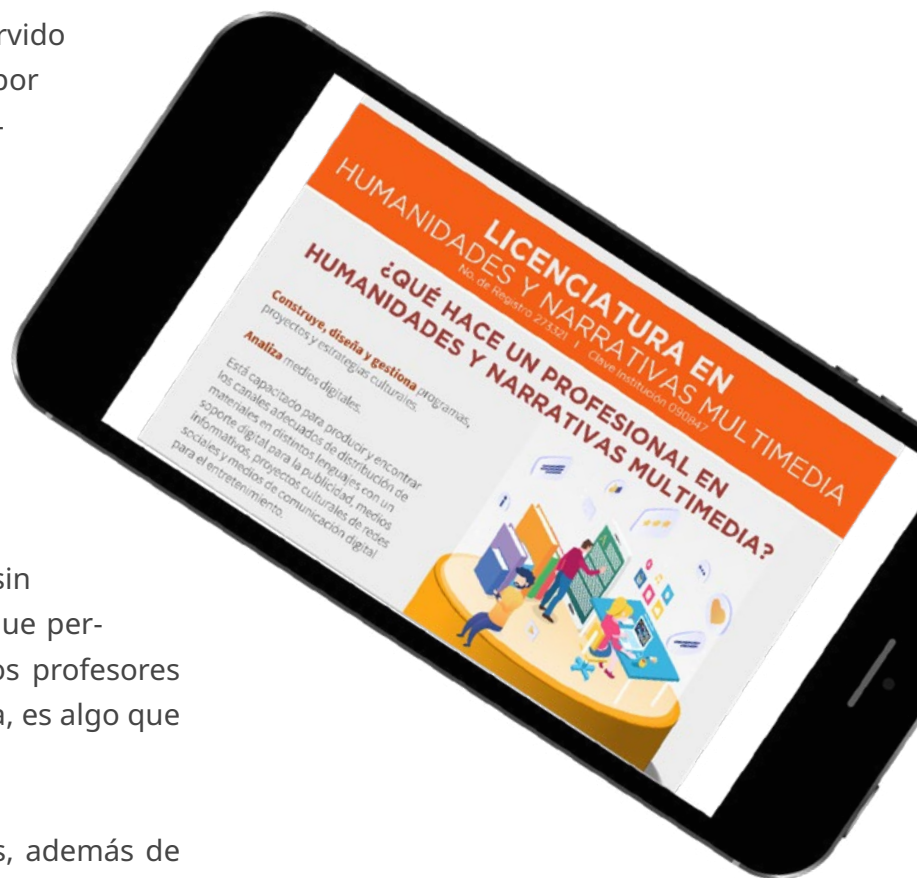 rvido
por
-
LICENCIATURA EN
HUMANIDADES Y NARRATIVAS MULTIMEDIA
No. de Registro 273321 | Clave Institución 090847
¿QUÉ HACE UN PROFESIONAL EN
HUMANIDADES Y NARRATIVAS MULTIMEDIA?
Construye, diseña y gestiona programas,
proyectos y estrategias culturales.
Analiza medios digitales.
Está capacitado para producir y encontrar
los canales adecuados de distribución de
materiales en distintos lenguajes con un
soporte digital para la publicidad, medios
informativos, proyectos culturales de redes
sociales y medios de comunicación digital
para el entretenimiento.
sin
ue per-
os profesores
a, es algo que
s, además de